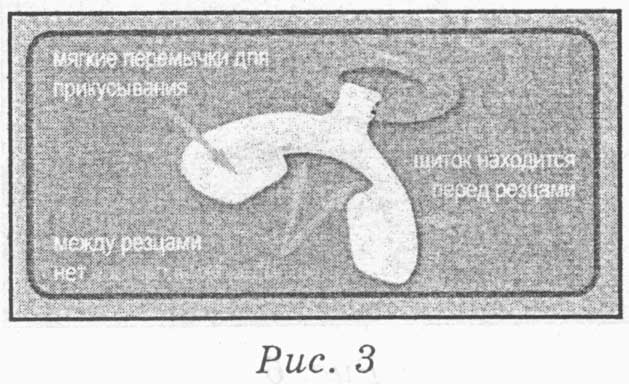 мягкие перемычки для
прикусывания
щиток находится
перед резцами
между резцами
нет
Рис. 3